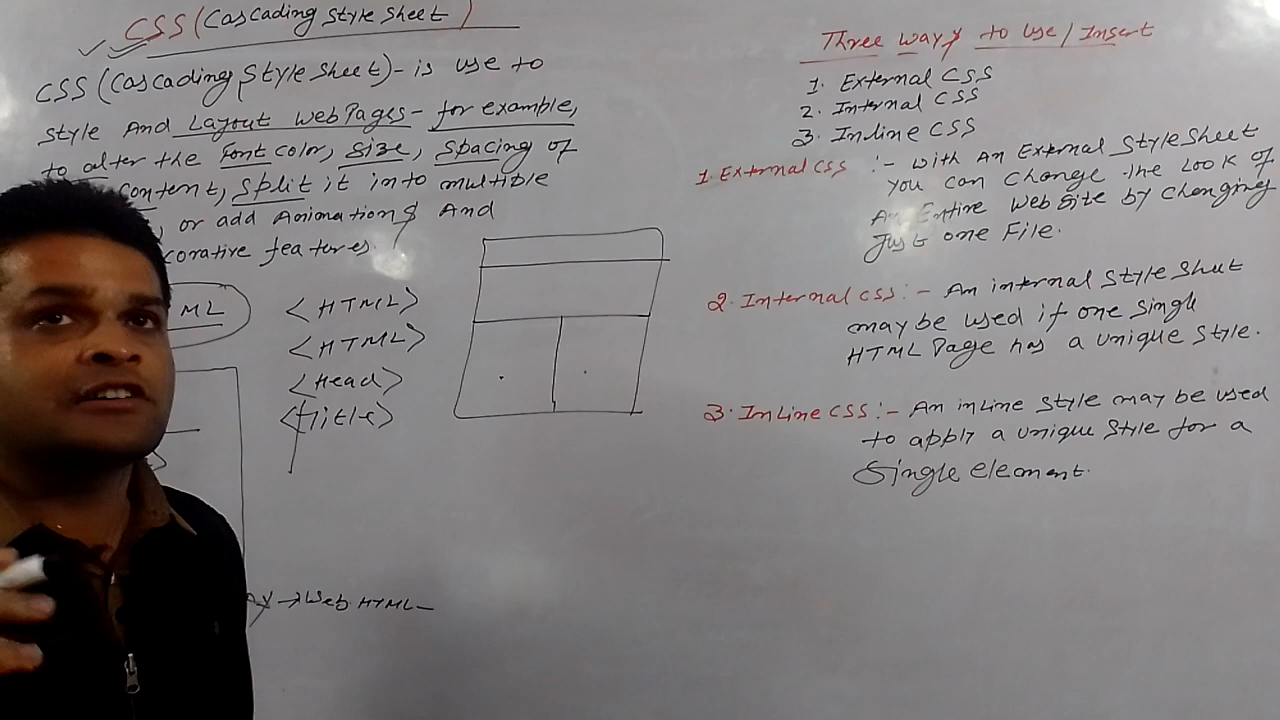 CSS (Cascading Style Sheet)
CSS (Cascading Style Sheet) - is use to
style And Layout web Pages - for example,
to alter the Font color, Size, Spacing of
content, Split it into multiple
, or add Animations And
corative features.
ML
<HTML>
<HTML>
<Head>
<title>
→ Web HTML –
Three ways to use / Insert
1. External CSS
2. Internal CSS
3. Inline CSS
1. External CSS :- With An External Style Sheet
you can change the Look of
An Entire Website by Changing
Just one File.
2. Internal CSS :- An internal style Sheet
may be used if one single
HTML Page has a unique style.
3. InLine CSS :- An inline style may be used
to apply a unique style for a
Single element.